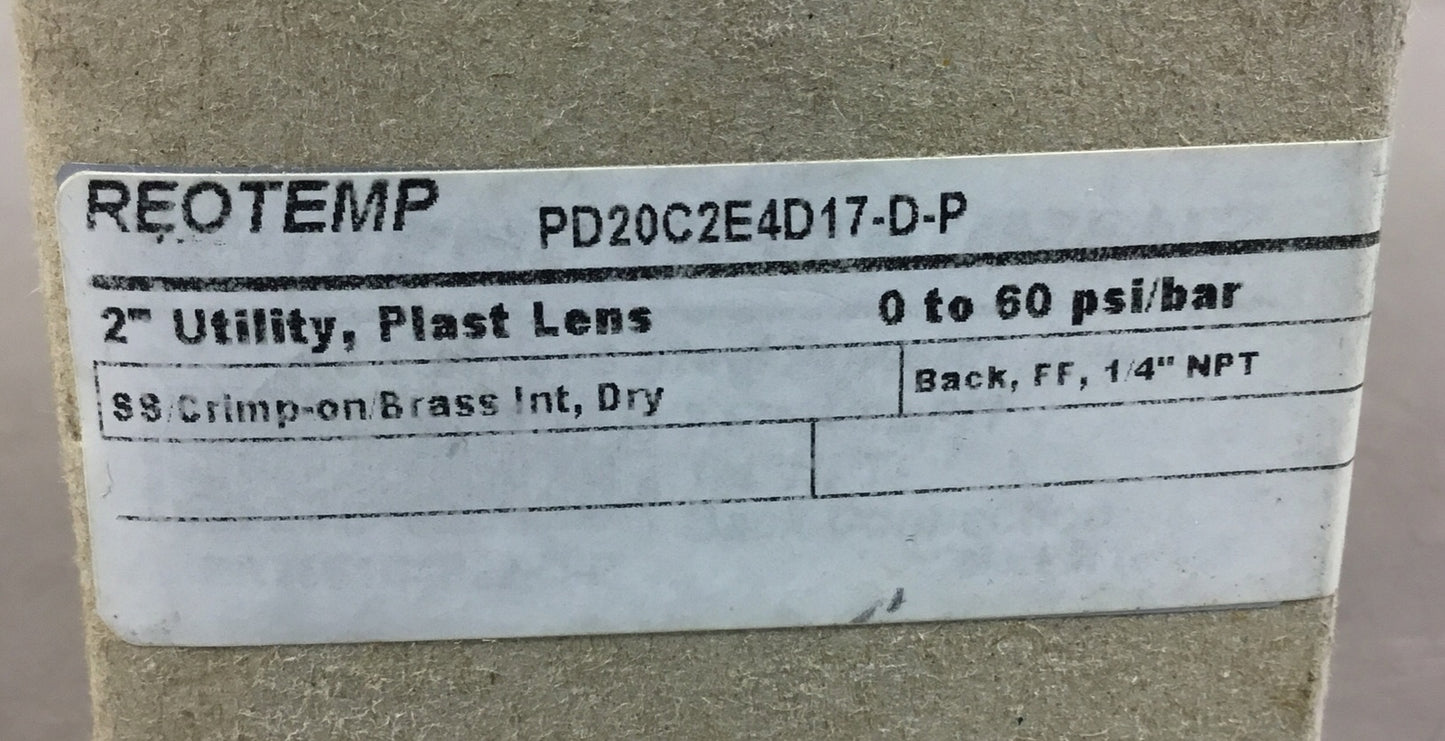 REOTEMP PD20C2E4D17-D-P
2" Utility, Plast Lens 0 to 60 psi/bar
SS/Crimp-on/Brass Int, Dry Back, FF, 1/4" NPT